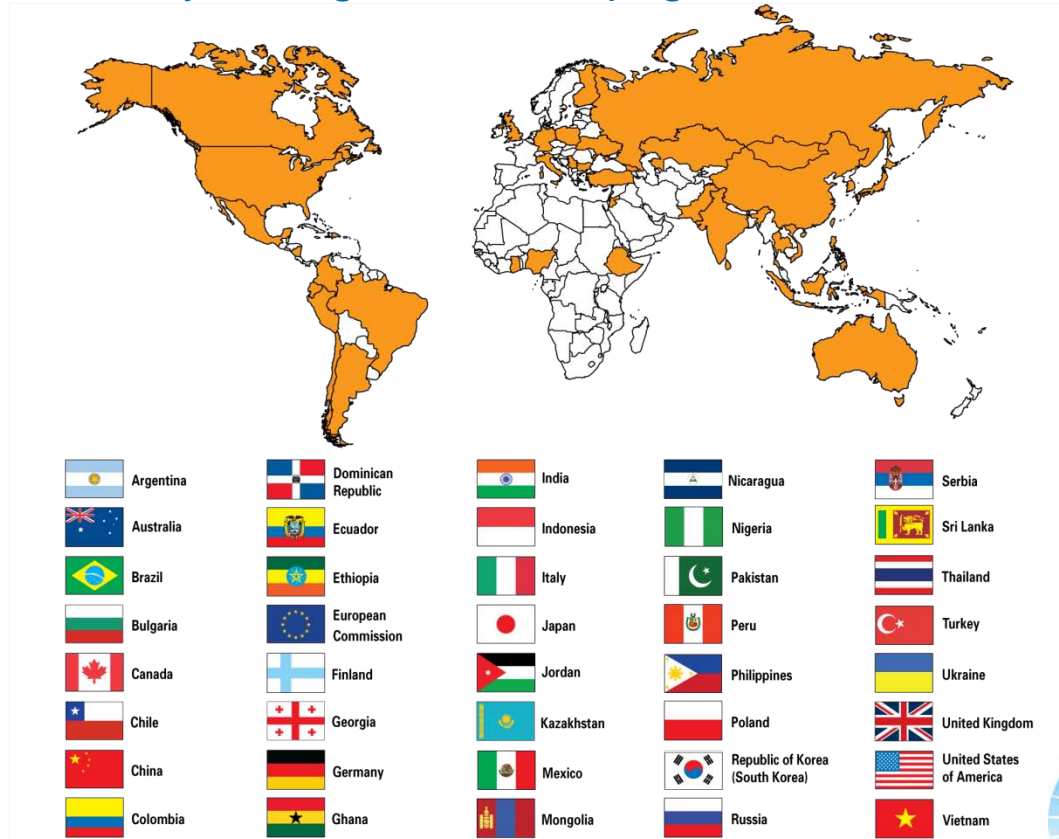 Argentina
Australia
Brazil
Bulgaria
Canada
Chile
China
Colombia
Dominican
Republic
Ecuador
Ethiopia
European
Commission
Finland
Georgia
Germany
Ghana
India
Indonesia
Italy
Japan
Jordan
Kazakhstan
Mexico
Mongolia
Nicaragua
Nigeria
Pakistan
Peru
Philippines
Poland
Republic of Korea
(South Korea)
Russia
Serbia
Sri Lanka
Thailand
Turkey
Ukraine
United Kingdom
United States
of America
Vietnam